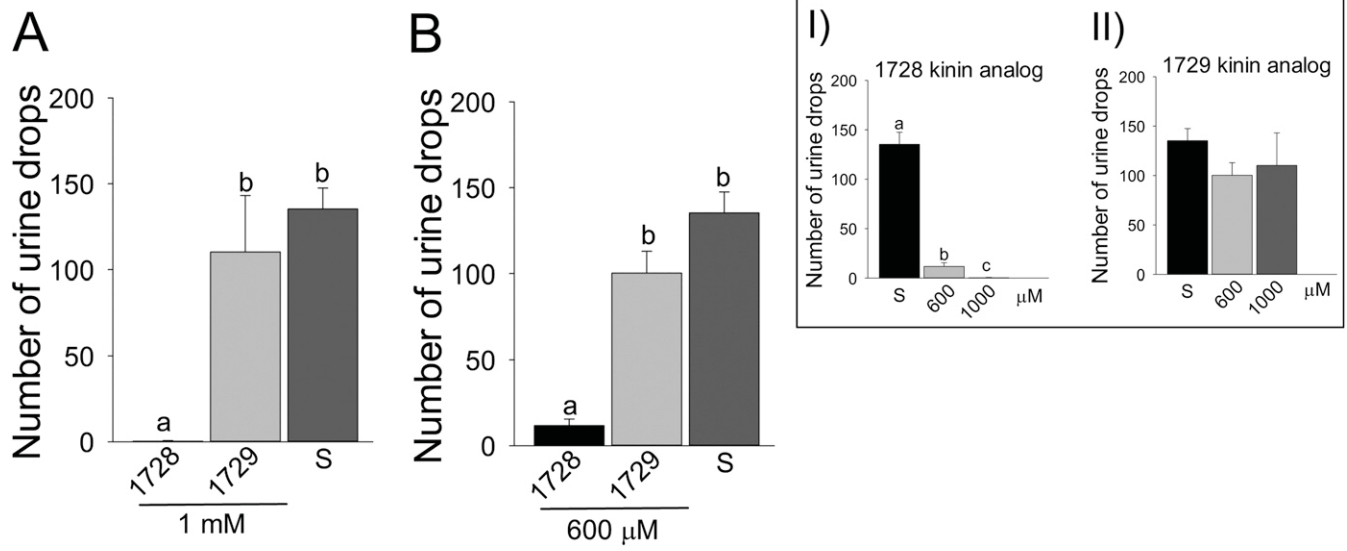 A
Number of urine drops
200
150
100
50
0
a
b
b
1728
1729
S
1 mM
B
Number of urine drops
200
150
100
50
0
a
b
b
1728
1729
S
600 μM
I)
1728 kinin analog
Number of urine drops
200
150
100
50
0
a
b
c
S
600
1000
μM
II)
1729 kinin analog
Number of urine drops
200
150
100
50
0
S
600
1000
μM